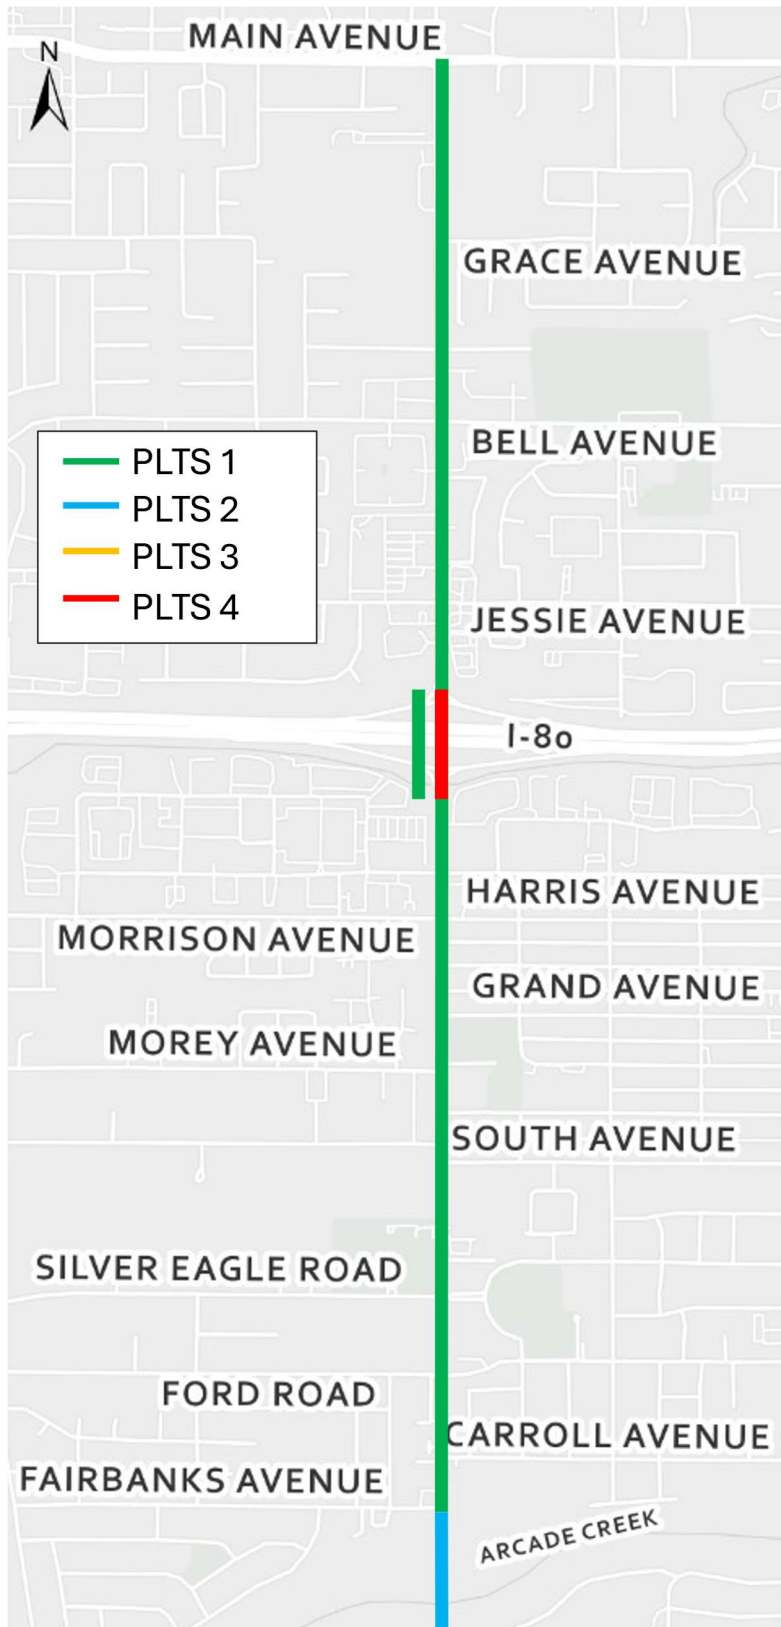 MAIN AVENUE
N
GRACE AVENUE
BELL AVENUE
PLTS 1
PLTS 2
PLTS 3
PLTS 4
JESSIE AVENUE
I-80
HARRIS AVENUE
MORRISON AVENUE
GRAND AVENUE
MOREY AVENUE
SOUTH AVENUE
SILVER EAGLE ROAD
FORD ROAD
CARROLL AVENUE
FAIRBANKS AVENUE
ARCADE CREEK